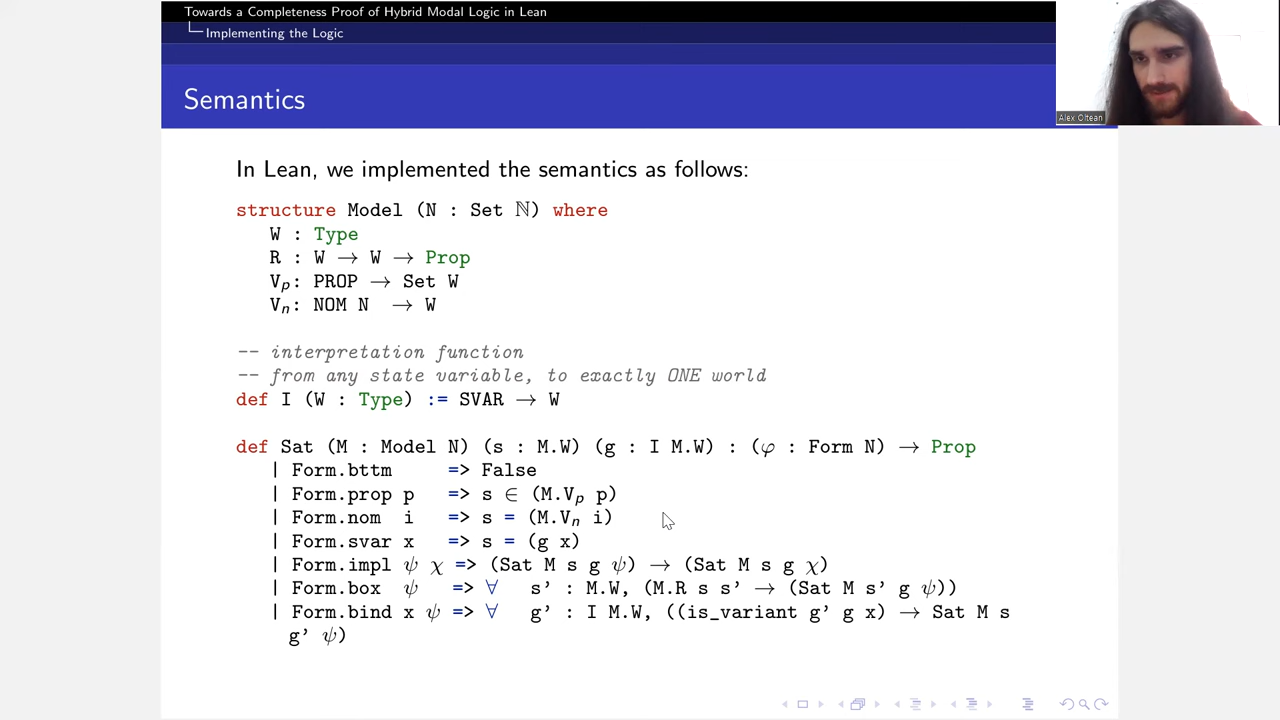 Towards a Completeness Proof of Hybrid Modal Logic in Lean
Implementing the Logic
Semantics
Alex Oltean
In Lean, we implemented the semantics as follows:
structure Model (N : Set ℕ) where
W : Type
R : W → W → Prop
Vₚ: PROP → Set W
Vₙ: NOM N → W
-- interpretation function
-- from any state variable, to exactly ONE world
def I (W : Type) := SVAR → W
def Sat (M : Model N) (s : M.W) (g : I M.W) : (φ : Form N) → Prop
| Form.bttm => False
| Form.prop p => s ∈ (M.Vₚ p)
| Form.nom i => s = (M.Vₙ i)
| Form.svar x => s = (g x)
| Form.impl ψ χ => (Sat M s g ψ) → (Sat M s g χ)
| Form.box ψ => ∀ s' : M.W, (M.R s s' → (Sat M s' g ψ))
| Form.bind x ψ => ∀ g' : I M.W, ((is_variant g' g x) → Sat M s
g' ψ)